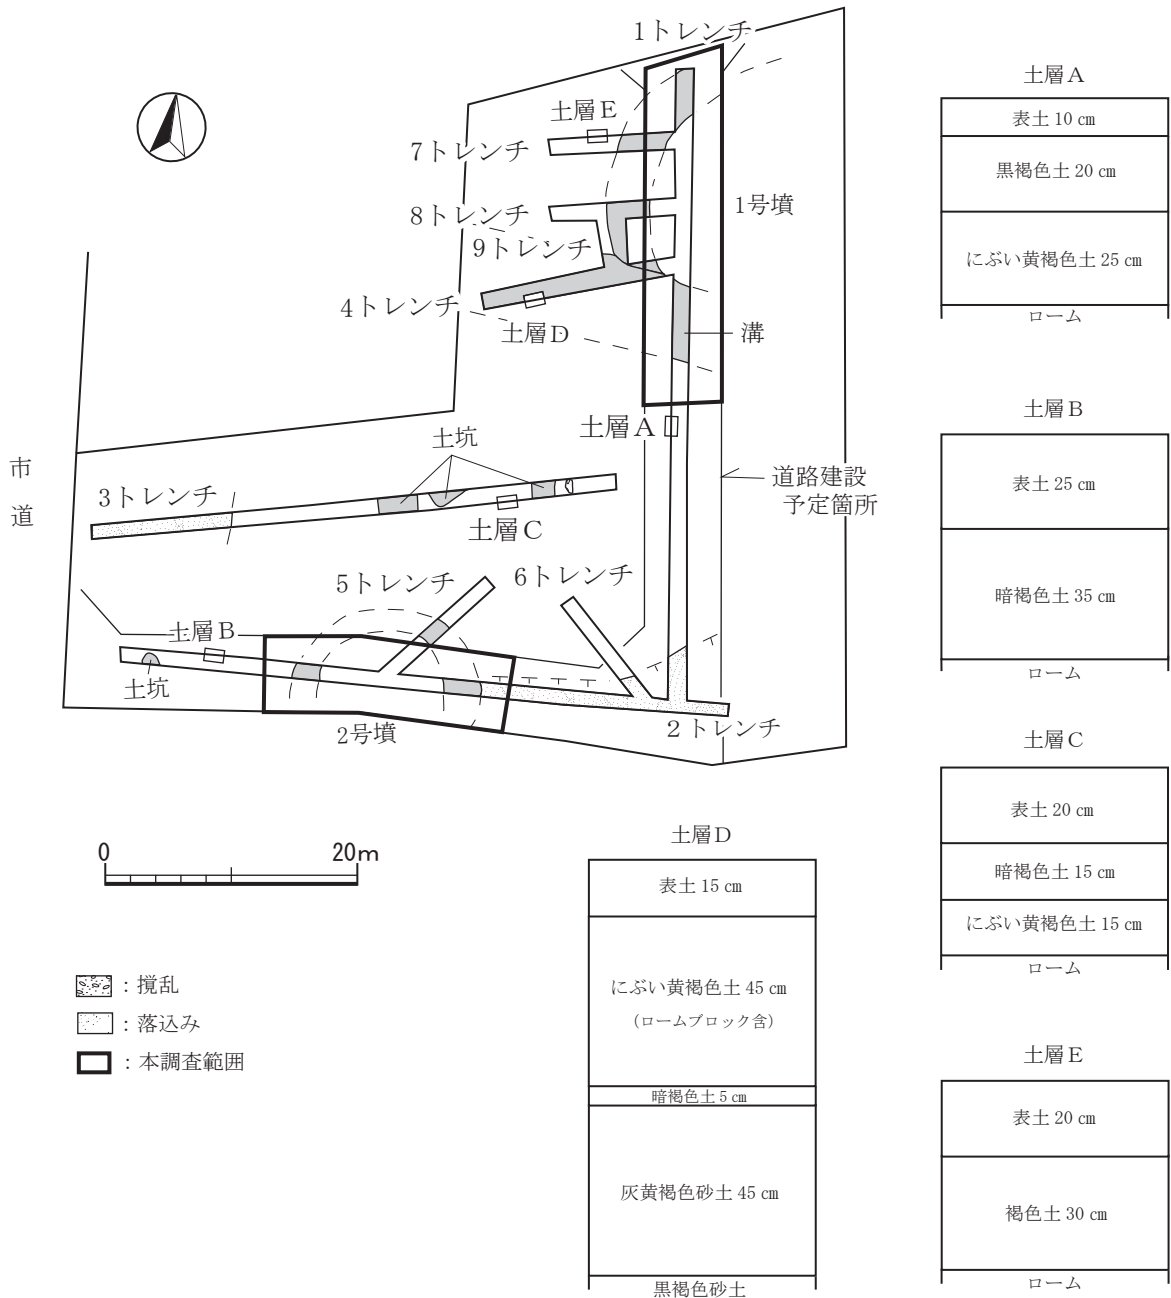 1トレンチ
土層E
7トレンチ
8トレンチ
1号墳
9トレンチ
4トレンチ
土層D
溝
土層A
土坑
市道
3トレンチ
道路建設
予定箇所
土層C
5トレンチ
6トレンチ
土層B
土坑
2号墳
2トレンチ
0 20m
：撹乱
：落込み
：本調査範囲
土層A
表土 10 ㎝
黒褐色土 20 ㎝
にぶい黄褐色土 25 ㎝
ローム
土層B
表土 25 ㎝
暗褐色土 35 ㎝
ローム
土層C
表土 20 ㎝
暗褐色土 15 ㎝
にぶい黄褐色土 15 ㎝
ローム
土層D
表土 15 ㎝
にぶい黄褐色土 45 ㎝
（ロームブロック含）
暗褐色土 5 ㎝
灰黄褐色砂土 45 ㎝
黒褐色砂土
土層E
表土 20 ㎝
褐色土 30 ㎝
ローム